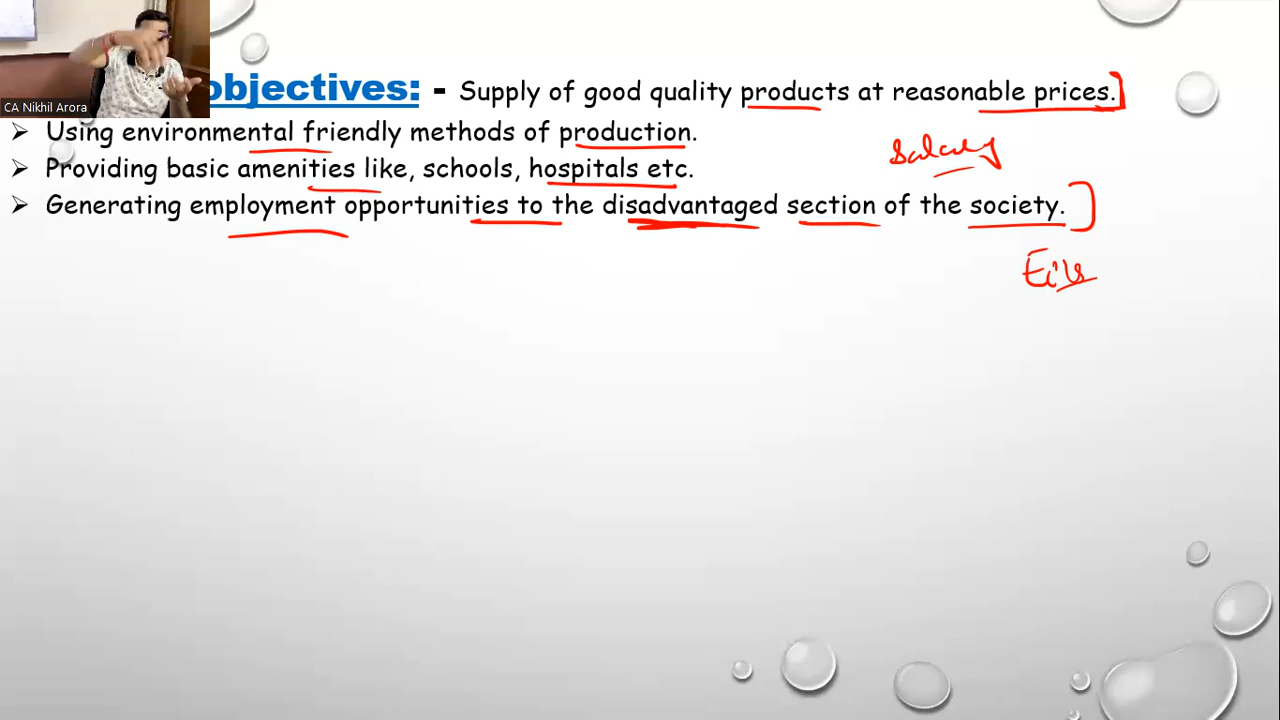 CA Nikhil Arora
objectives: - Supply of good quality products at reasonable prices.
➢ Using environmental friendly methods of production.
Salary
➢ Providing basic amenities like, schools, hospitals etc.
➢ Generating employment opportunities to the disadvantaged section of the society.